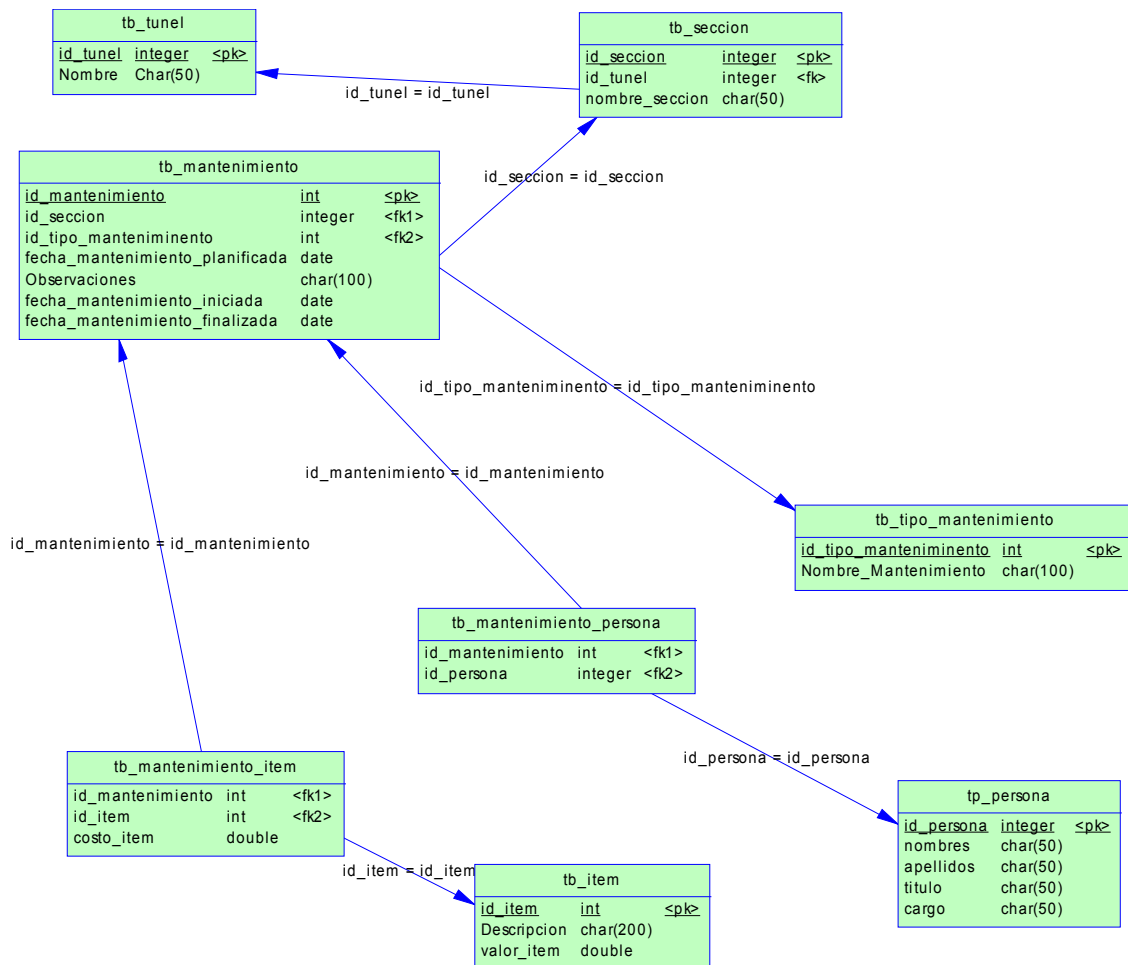 tb_tunel
id_tunel integer <pk>
Nombre Char(50)
tb_seccion
id_seccion integer <pk>
id_tunel integer <fk>
nombre_seccion char(50)
id_tunel = id_tunel
tb_mantenimiento
id_mantenimiento int <pk>
id_seccion integer <fk1>
id_tipo_manteniminento int <fk2>
fecha_mantenimiento_planificada date
Observaciones char(100)
fecha_mantenimiento_iniciada date
fecha_mantenimiento_finalizada date
id_seccion = id_seccion
id_tipo_manteniminento = id_tipo_manteniminento
id_mantenimiento = id_mantenimiento
id_mantenimiento = id_mantenimiento
tb_tipo_mantenimiento
id_tipo_manteniminento int <pk>
Nombre_Mantenimiento char(100)
tb_mantenimiento_persona
id_mantenimiento int <fk1>
id_persona integer <fk2>
id_persona = id_persona
tb_mantenimiento_item
id_mantenimiento int <fk1>
id_item int <fk2>
costo_item double
tp_persona
id_persona integer <pk>
nombres char(50)
apellidos char(50)
titulo char(50)
cargo char(50)
id_item = id_item
tb_item
id_item int <pk>
Descripcion char(200)
valor_item double